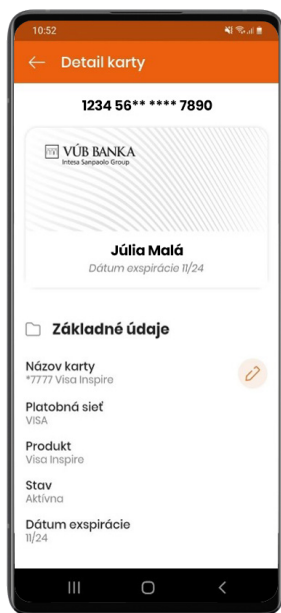 10:52
Detail karty
1234 56** **** 7890
VÚB BANKA
Intesa Sanpaolo Group
Júlia Malá
Dátum exspirácie 11/24
Základné údaje
Názov karty
*7777 Visa Inspire
Platobná sieť
VISA
Produkt
Visa Inspire
Stav
Aktívna
Dátum exspirácie
11/24